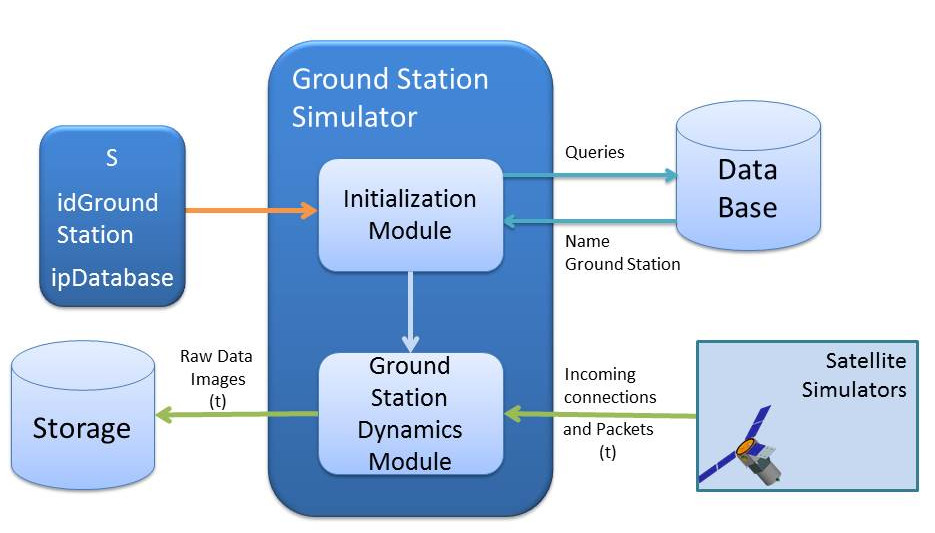 Ground Station
Simulator
S
idGround
Station
ipDatabase
Initialization
Module
Queries
Data
Base
Name
Ground Station
Storage
Raw Data
Images
(t)
Ground
Station
Dynamics
Module
Incoming
connections
and Packets
(t)
Satellite
Simulators